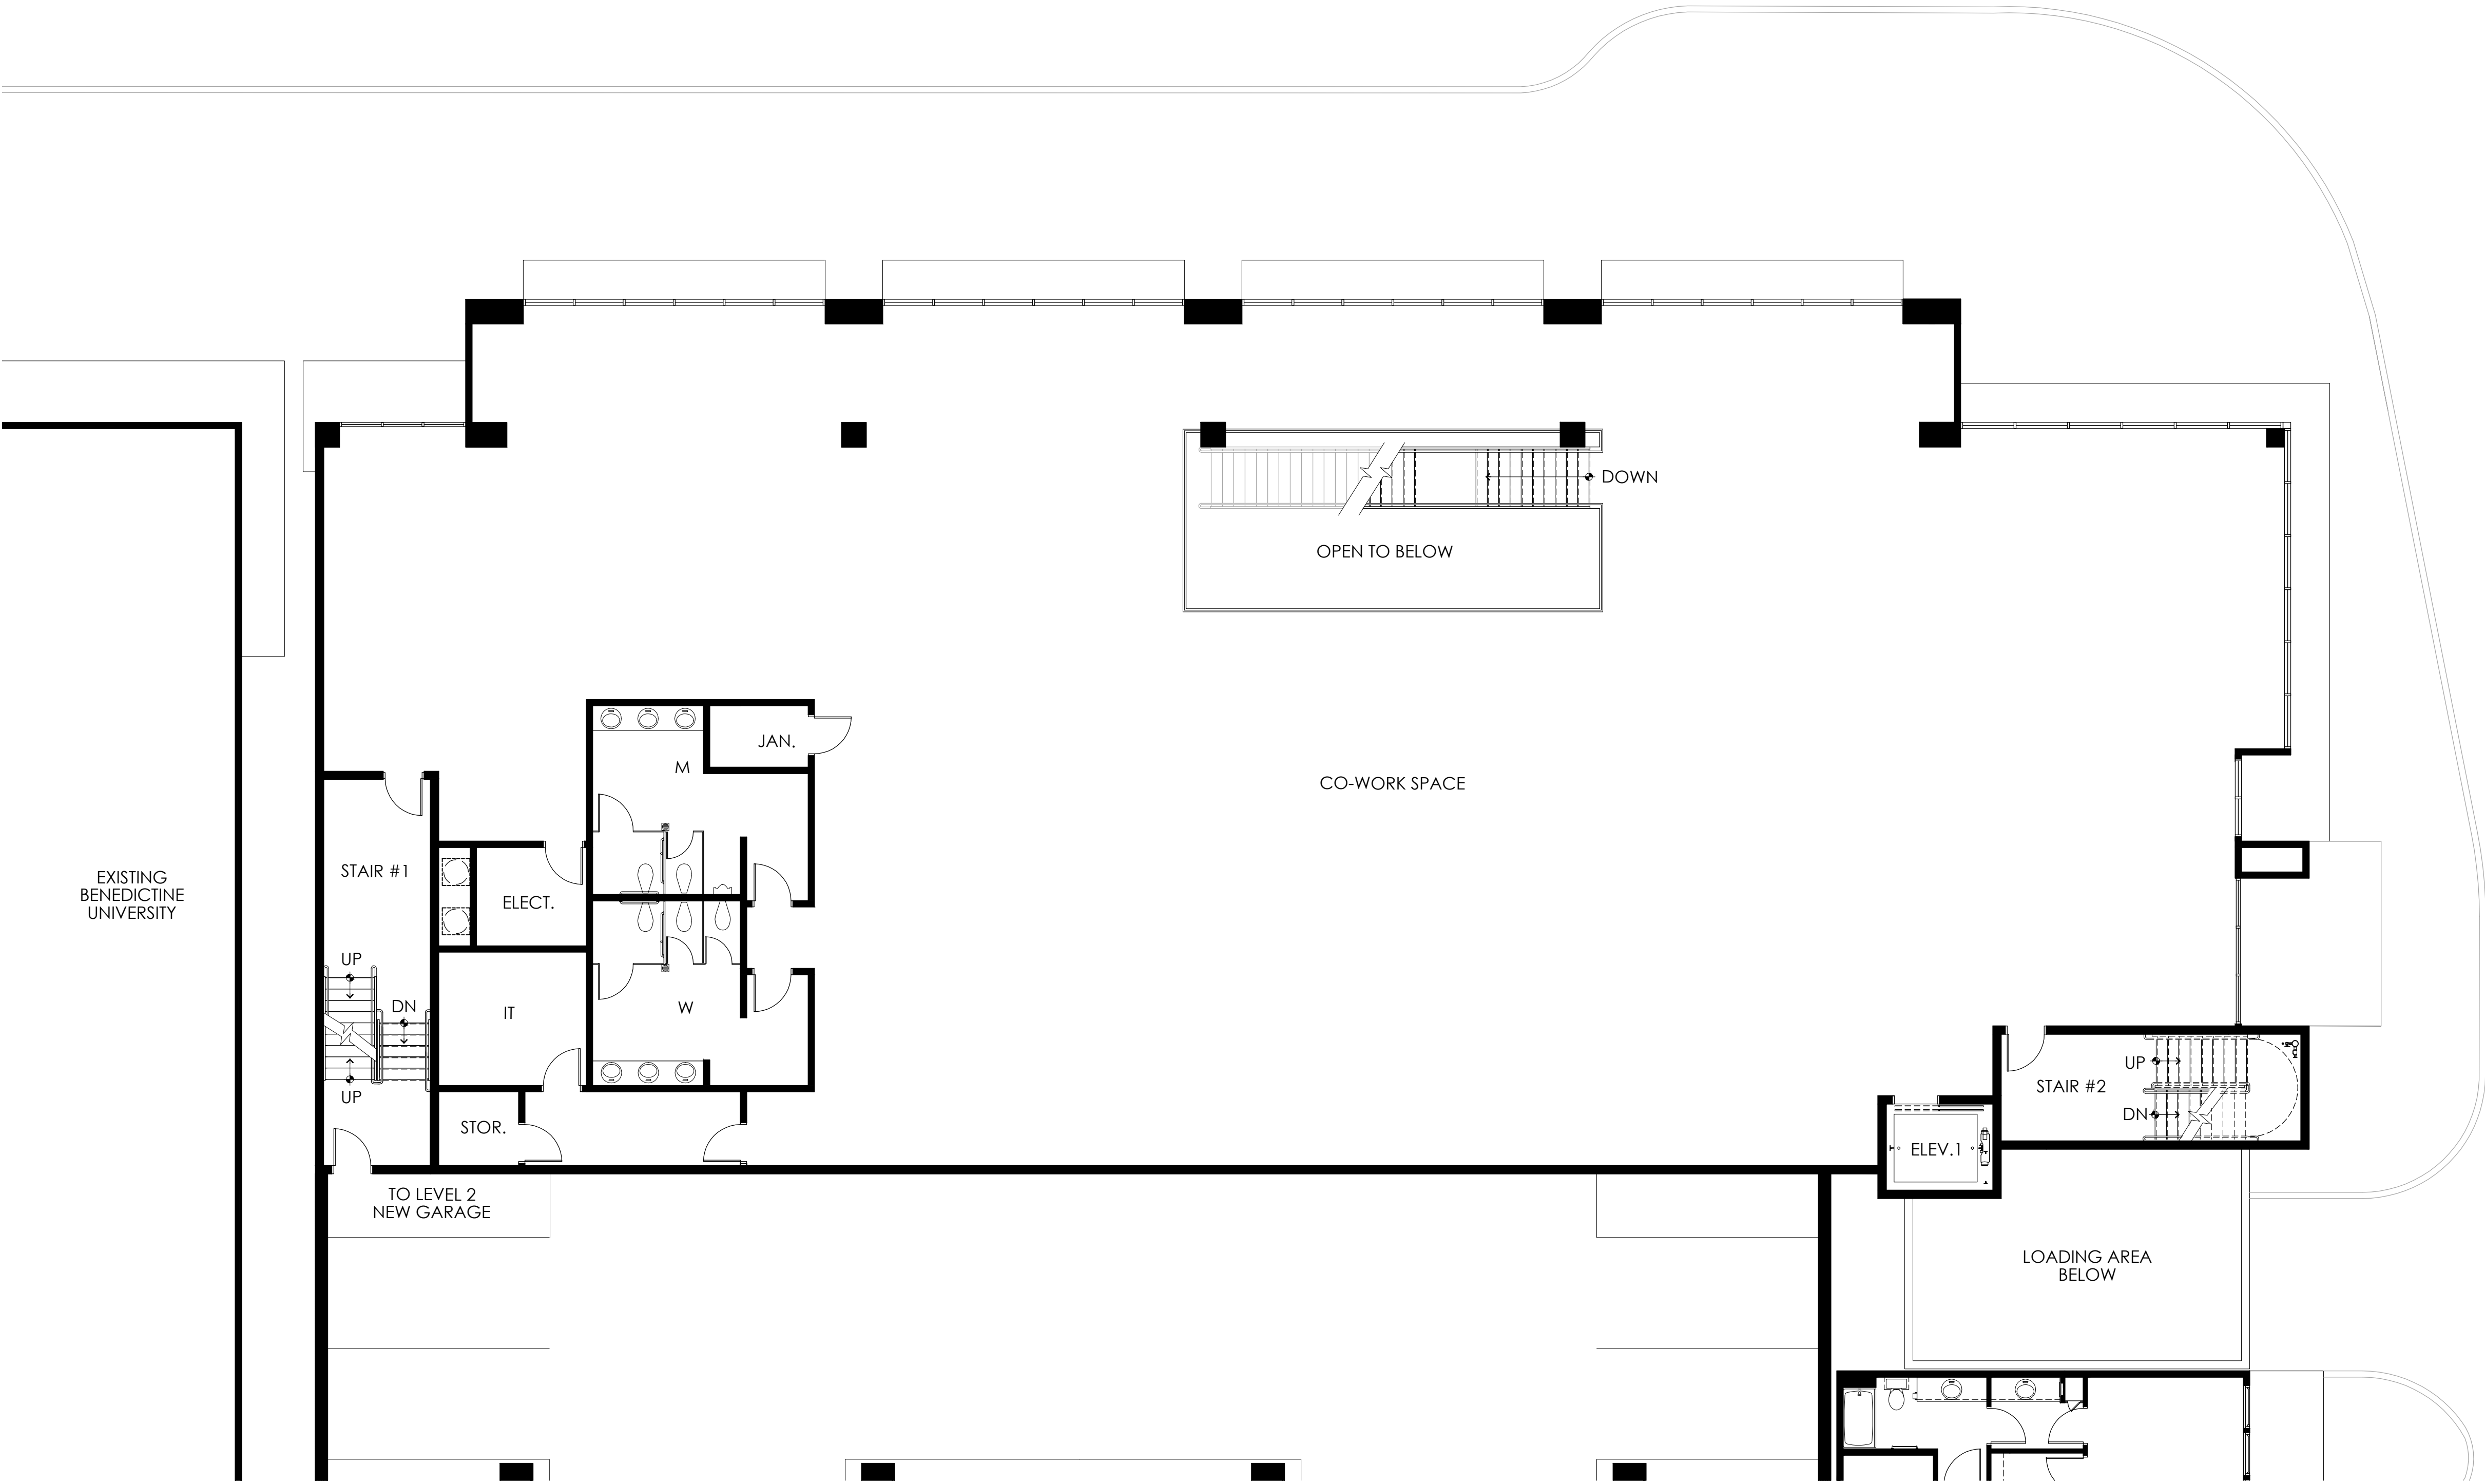 DOWN
OPEN TO BELOW
JAN.
M
CO-WORK SPACE
STAIR #1
EXISTING
BENEDICTINE
UNIVERSITY
ELECT.
UP
DN
IT
W
UP
STOR.
UP
STAIR #2
DN
ELEV.1
TO LEVEL 2
NEW GARAGE
LOADING AREA
BELOW